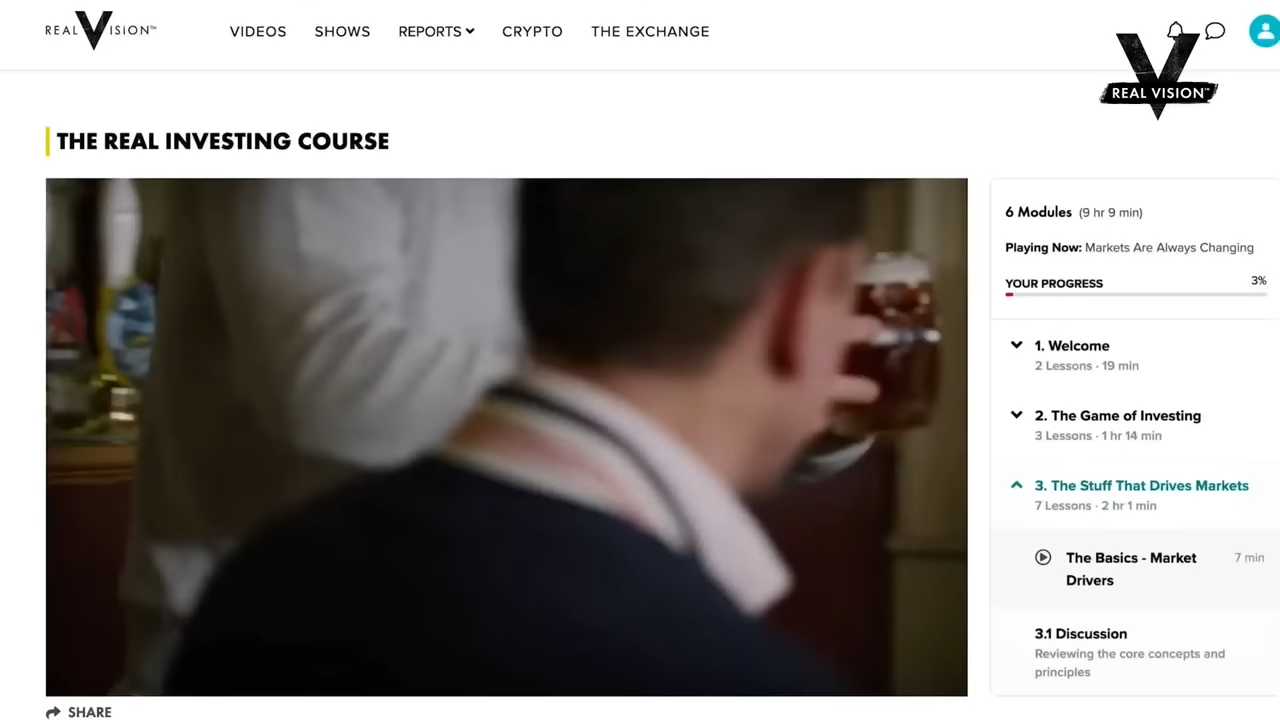 REAL VISION™
VIDEOS
SHOWS
REPORTS
CRYPTO
THE EXCHANGE
REAL VISION™
THE REAL INVESTING COURSE
6 Modules (9 hr 9 min)
Playing Now: Markets Are Always Changing
YOUR PROGRESS 3%
1. Welcome
2 Lessons · 19 min
2. The Game of Investing
3 Lessons · 1 hr 14 min
3. The Stuff That Drives Markets
7 Lessons · 2 hr 1 min
The Basics - Market 7 min
Drivers
3.1 Discussion
Reviewing the core concepts and
principles
SHARE